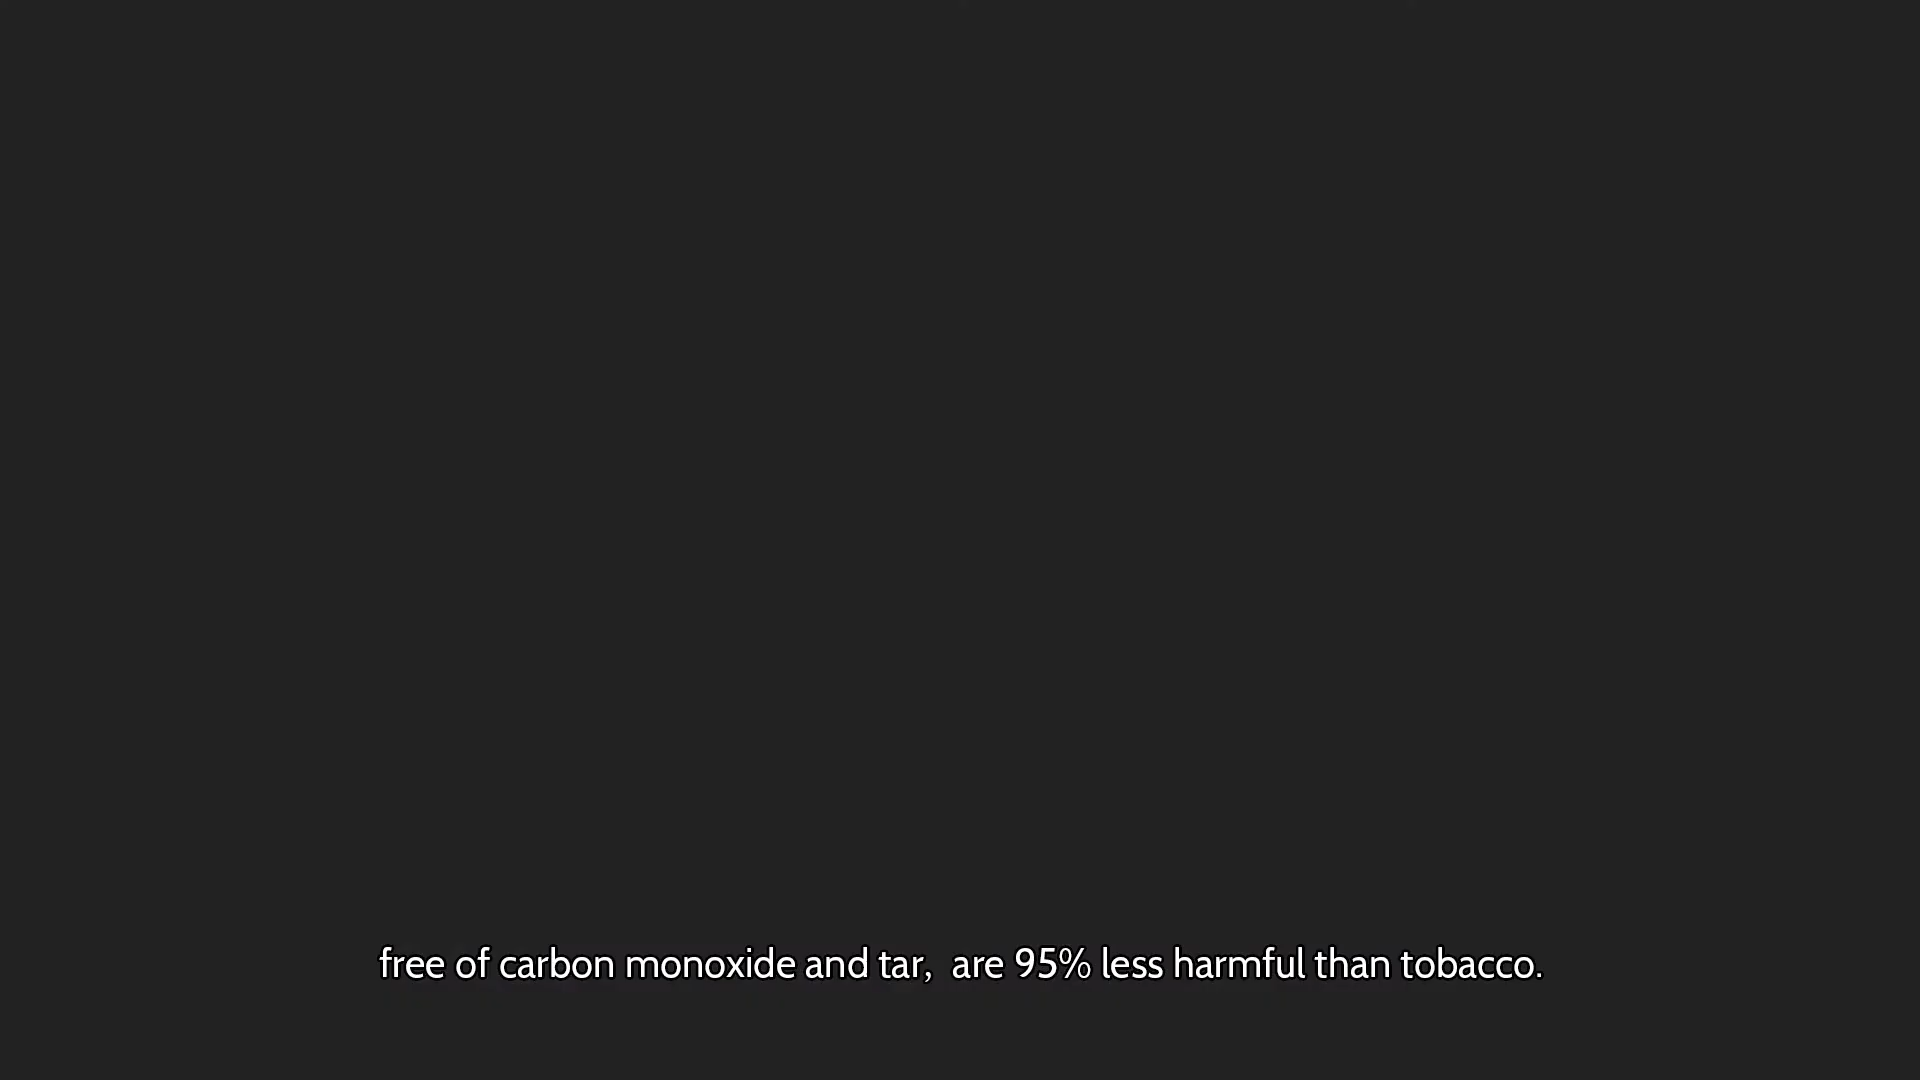 free of carbon monoxide and tar,  are 95% less harmful than tobacco.